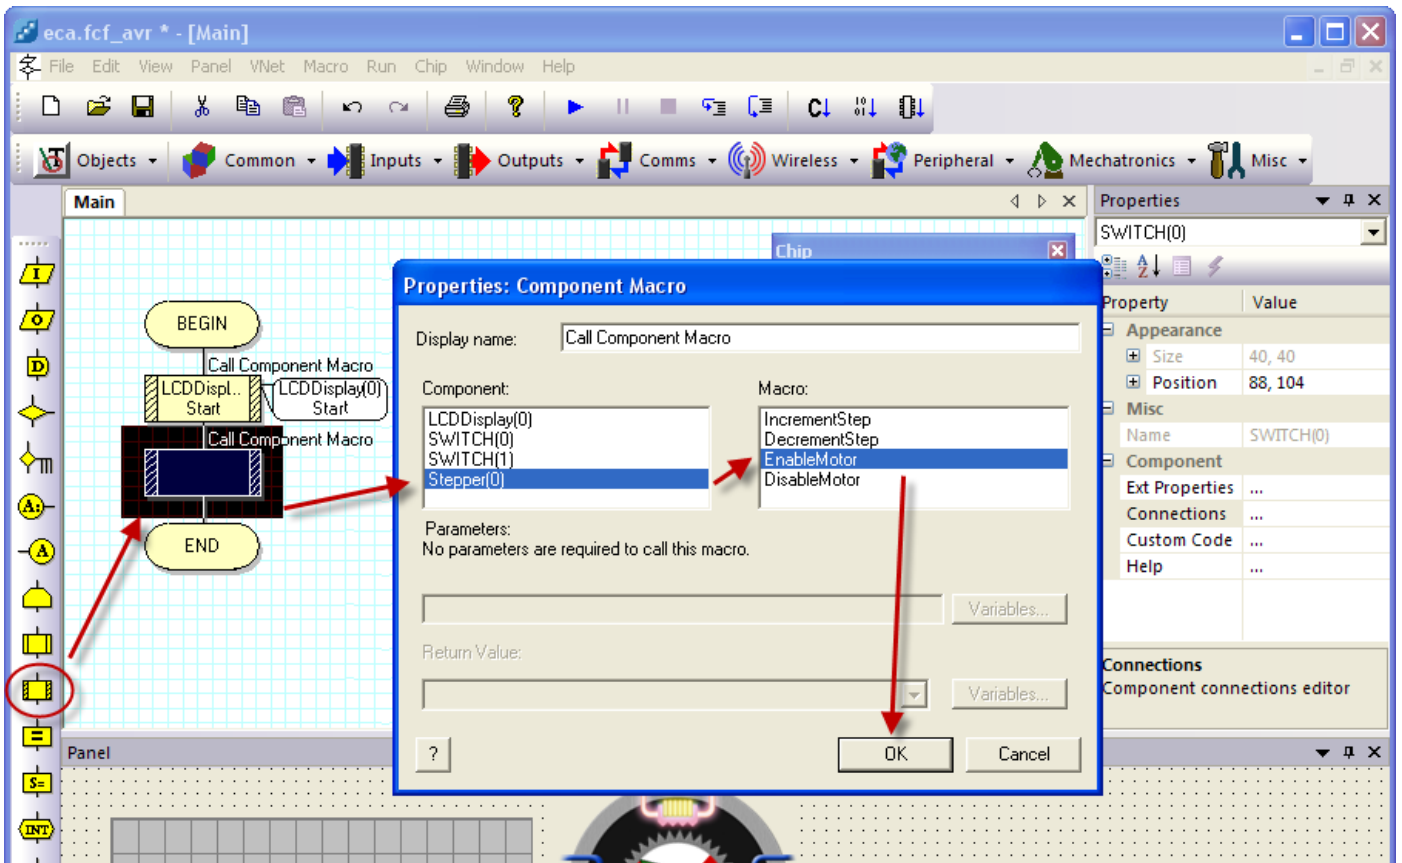 eca.fcf_avr * - [Main]
File Edit View Panel VNet Macro Run Chip Window Help
Objects Common Inputs Outputs Comms Wireless Peripheral Mechatronics Misc
Main
Properties
SWITCH(0)
Chip
Properties: Component Macro
Property Value
Appearance
Size 40, 40
Position 88, 104
Misc
Name SWITCH(0)
Component
Ext Properties ...
Connections ...
Custom Code ...
Help ...
Connections
Component connections editor
BEGIN
Call Component Macro
LCDDispl..
Start
LCDDisplay(0)
Start
Call Component Macro
END
Display name: Call Component Macro
Component: Macro:
LCDDisplay(0)
SWITCH(0)
SWITCH(1)
Stepper(0)
IncrementStep
DecrementStep
EnableMotor
DisableMotor
Parameters:
No parameters are required to call this macro.
Variables...
Return Value:
Variables...
? OK Cancel
I
O
D
A:
A
S=
INT
Panel